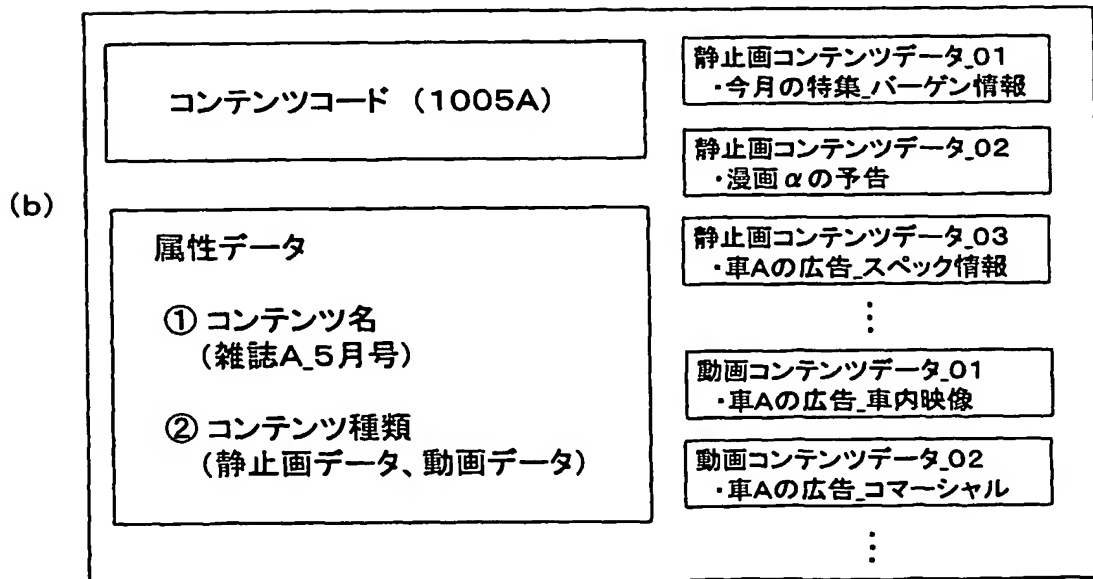 (b)
コンテンツコード (1005A)
属性データ
① コンテンツ名
(雑誌A_5月号)
② コンテンツ種類
(静止画データ、動画データ)
静止画コンテンツデータ_01
・今月の特集_バーゲン情報
静止画コンテンツデータ_02
・漫画αの予告
静止画コンテンツデータ_03
・車Aの広告_スペック情報
⋮
動画コンテンツデータ_01
・車Aの広告_車内映像
動画コンテンツデータ_02
・車Aの広告_コマーシャル
⋮